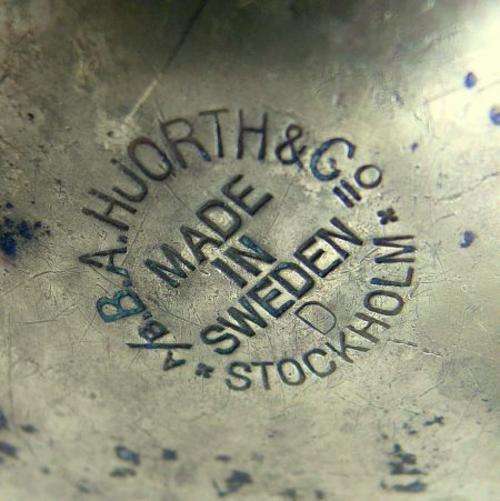 A/B. B.A. HJORTH & Co
MADE
IN
SWEDEN
D
STOCKHOLM